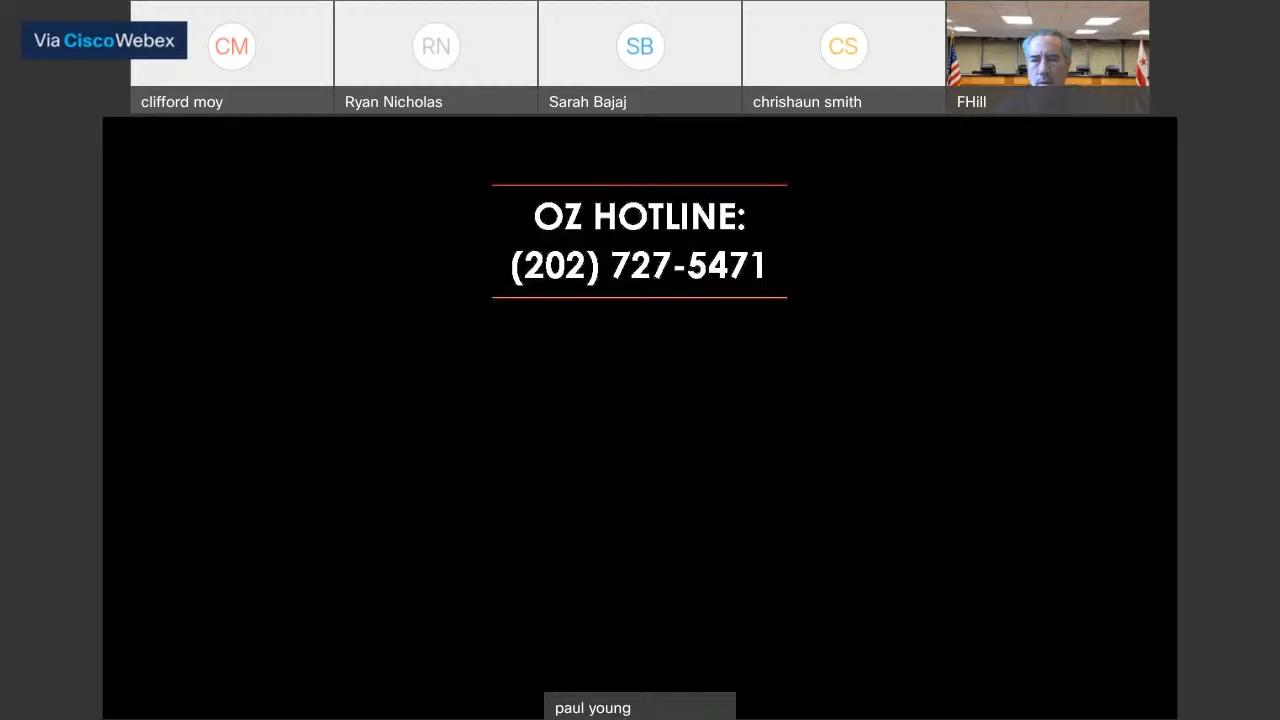 Via Cisco Webex
CM
RN
SB
CS
clifford moy
Ryan Nicholas
Sarah Bajaj
chrishaun smith
FHill
OZ HOTLINE:
(202) 727-5471
paul young